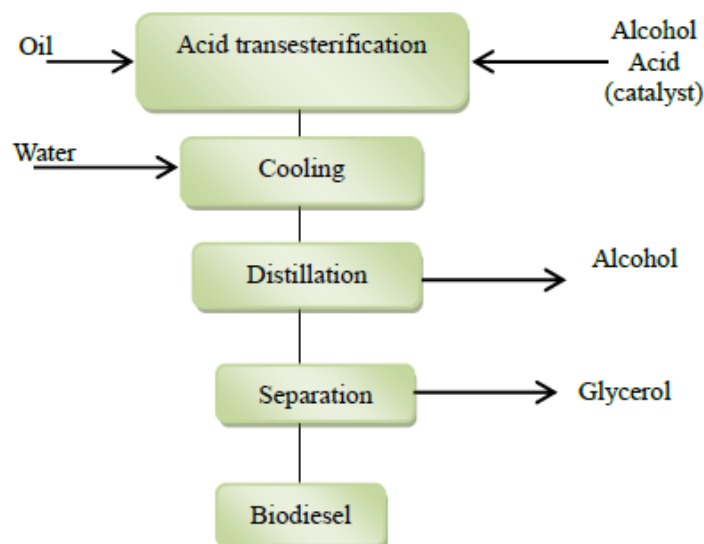 Oil
Acid transesterification
Alcohol
Acid
(catalyst)
Water
Cooling
Distillation
Alcohol
Separation
Glycerol
Biodiesel